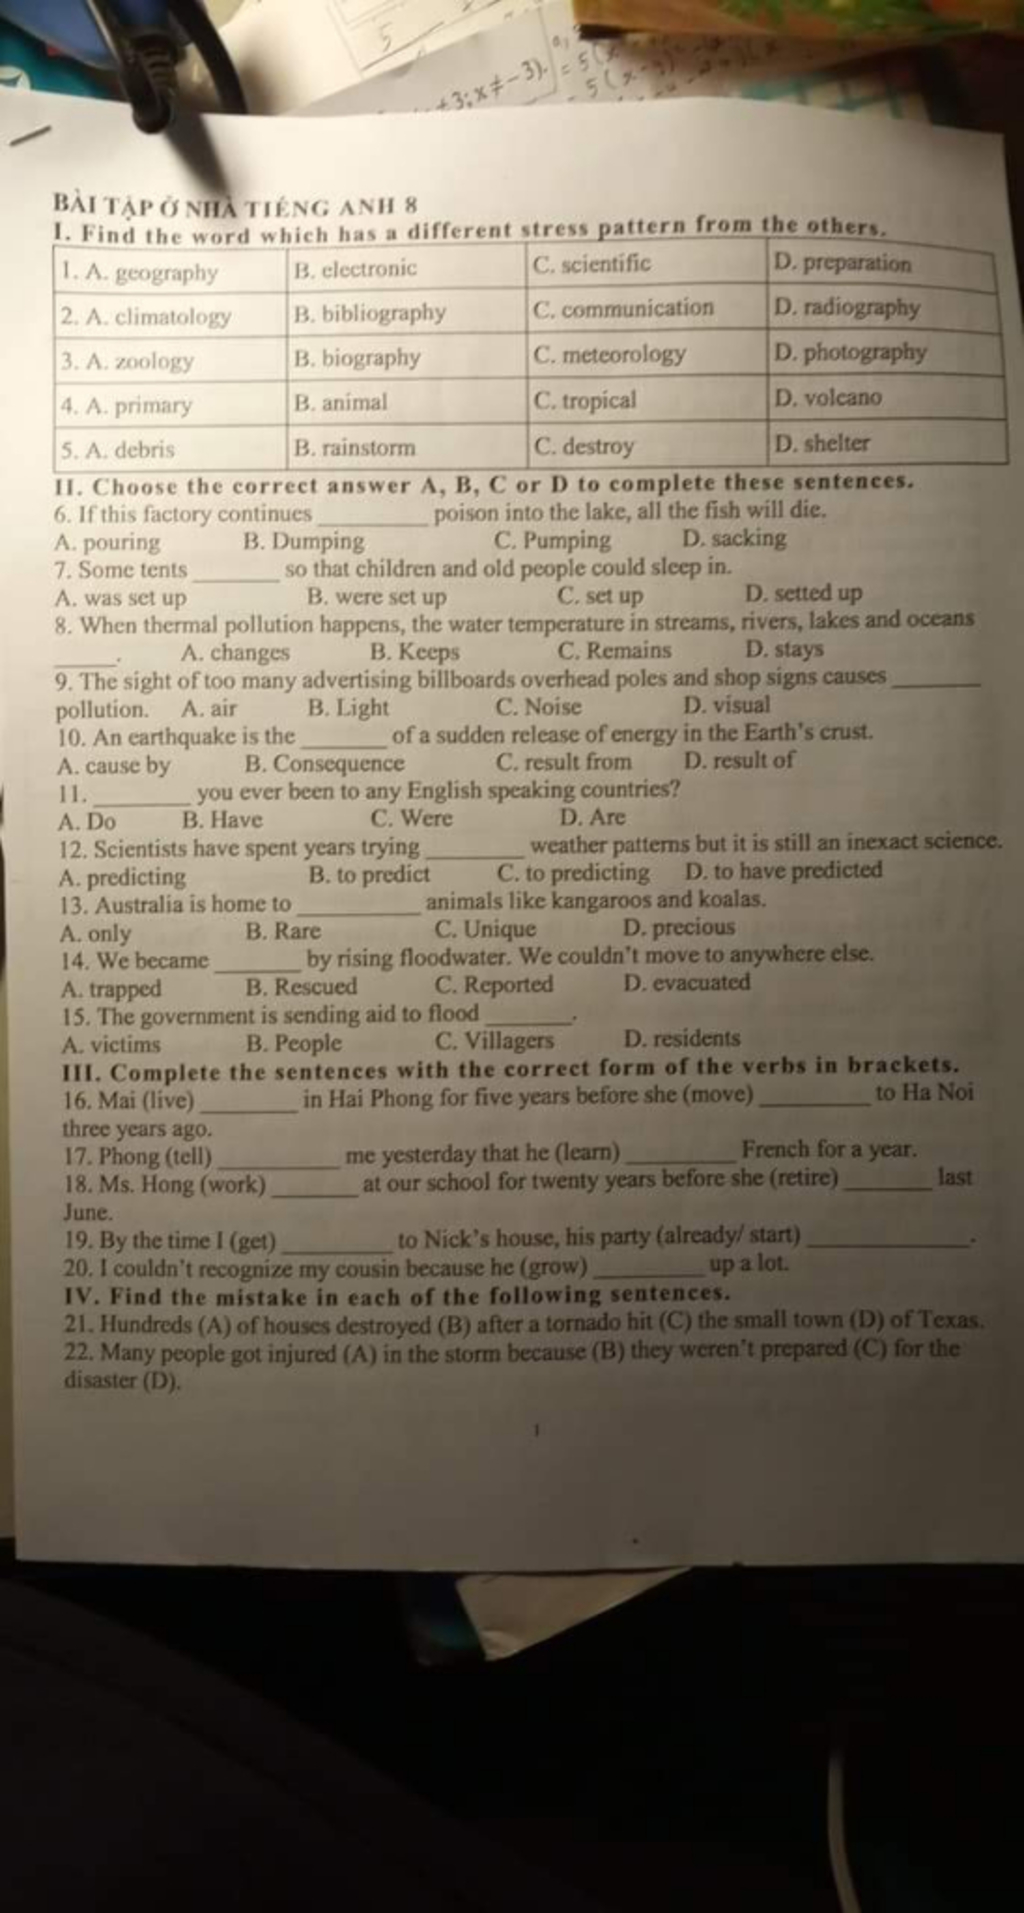 5
+3; x ≠ -3).
BÀI TẬP Ở NHÀ TIẾNG ANH 8
I. Find the word which has a different stress pattern from the others.
1. A. geography B. electronic C. scientific D. preparation
2. A. climatology B. bibliography C. communication D. radiography
3. A. zoology B. biography C. meteorology D. photography
4. A. primary B. animal C. tropical D. volcano
5. A. debris B. rainstorm C. destroy D. shelter
II. Choose the correct answer A, B, C or D to complete these sentences.
6. If this factory continues ________ poison into the lake, all the fish will die.
A. pouring B. Dumping C. Pumping D. sacking
7. Some tents ________ so that children and old people could sleep in.
A. was set up B. were set up C. set up D. setted up
8. When thermal pollution happens, the water temperature in streams, rivers, lakes and oceans
______. A. changes B. Keeps C. Remains D. stays
9. The sight of too many advertising billboards overhead poles and shop signs causes ________
pollution. A. air B. Light C. Noise D. visual
10. An earthquake is the ________ of a sudden release of energy in the Earth's crust.
A. cause by B. Consequence C. result from D. result of
11. ________ you ever been to any English speaking countries?
A. Do B. Have C. Were D. Are
12. Scientists have spent years trying ________ weather patterns but it is still an inexact science.
A. predicting B. to predict C. to predicting D. to have predicted
13. Australia is home to ________ animals like kangaroos and koalas.
A. only B. Rare C. Unique D. precious
14. We became ________ by rising floodwater. We couldn't move to anywhere else.
A. trapped B. Rescued C. Reported D. evacuated
15. The government is sending aid to flood ________.
A. victims B. People C. Villagers D. residents
III. Complete the sentences with the correct form of the verbs in brackets.
16. Mai (live) ________ in Hai Phong for five years before she (move) ________ to Ha Noi
three years ago.
17. Phong (tell) ________ me yesterday that he (learn) ________ French for a year.
18. Ms. Hong (work) ________ at our school for twenty years before she (retire) ________ last
June.
19. By the time I (get) ________ to Nick's house, his party (already/ start) ________.
20. I couldn't recognize my cousin because he (grow) ________ up a lot.
IV. Find the mistake in each of the following sentences.
21. Hundreds (A) of houses destroyed (B) after a tornado hit (C) the small town (D) of Texas.
22. Many people got injured (A) in the storm because (B) they weren't prepared (C) for the
disaster (D).
1